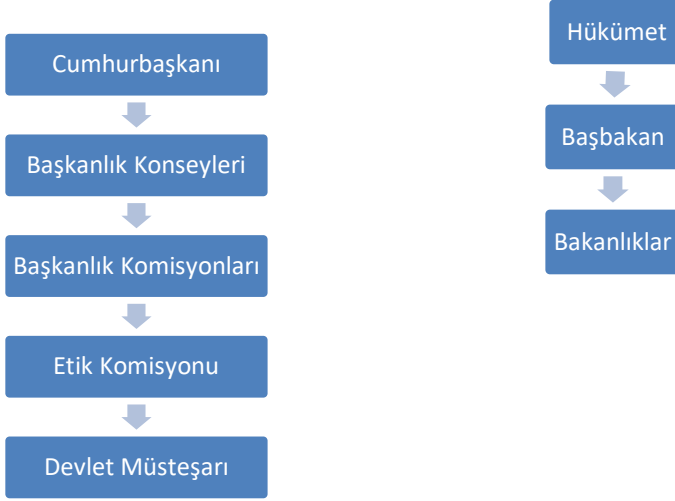 Cumhurbaşkanı
Başkanlık Konseyleri
Başkanlık Komisyonları
Etik Komisyonu
Devlet Müsteşarı
Hükümet
Başbakan
Bakanlıklar